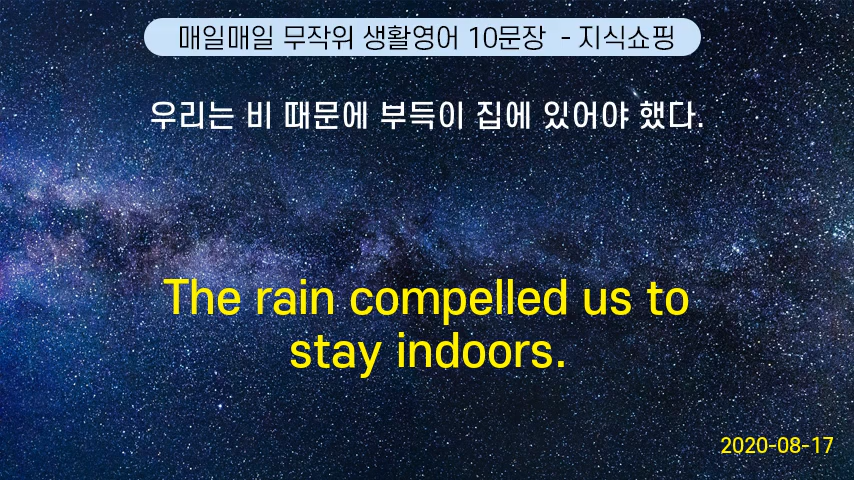 매일매일 무작위 생활영어 10문장 - 지식쇼핑
우리는 비 때문에 부득이 집에 있어야 했다.
The rain compelled us to
stay indoors.
2020-08-17